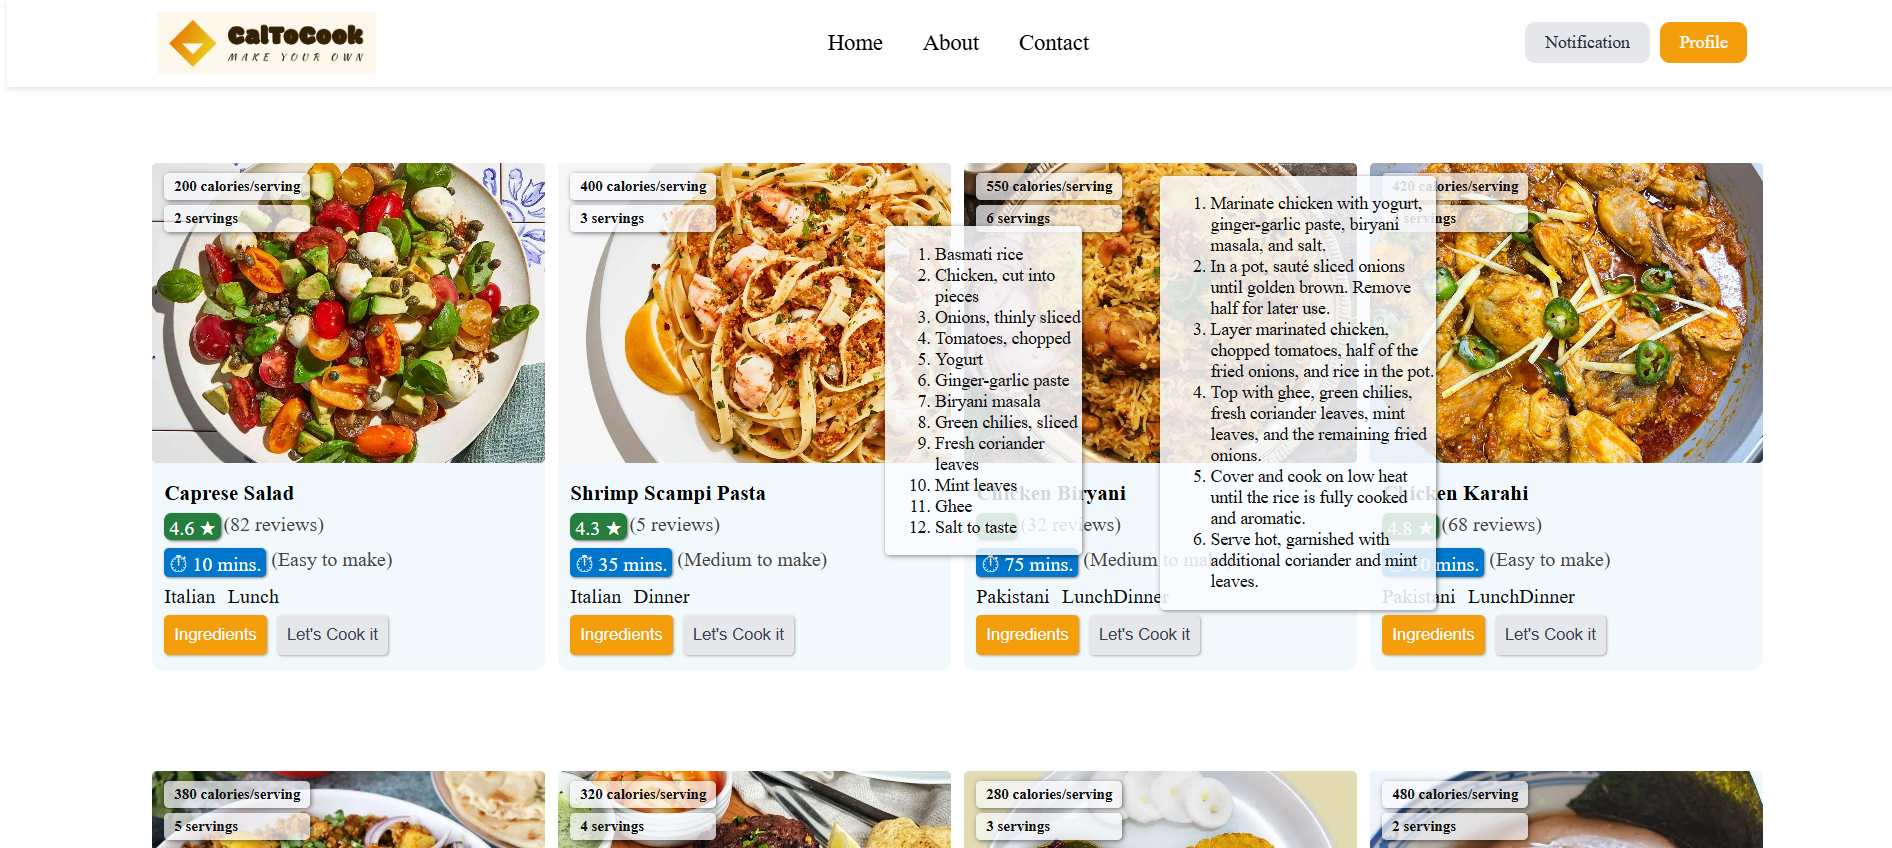 CalToCook
MAKE YOUR OWN
Home
About
Contact
Notification
Profile
200 calories/serving
2 servings
Caprese Salad
4.6 ★ (82 reviews)
⏱ 10 mins. (Easy to make)
Italian Lunch
Ingredients
Let's Cook it
400 calories/serving
3 servings
Shrimp Scampi Pasta
4.3 ★ (5 reviews)
⏱ 35 mins. (Medium to make)
Italian Dinner
Ingredients
Let's Cook it
1. Basmati rice
2. Chicken, cut into
pieces
3. Onions, thinly sliced
4. Tomatoes, chopped
5. Yogurt
6. Ginger-garlic paste
7. Biryani masala
8. Green chilies, sliced
9. Fresh coriander
leaves
10. Mint leaves
11. Ghee
12. Salt to taste
550 calories/serving
6 servings
Chicken Biryani
(32 reviews)
⏱ 75 mins. (Medium to
Pakistani LunchDinner
Ingredients
Let's Cook it
1. Marinate chicken with yogurt,
ginger-garlic paste, biryani
masala, and salt.
2. In a pot, sauté sliced onions
until golden brown. Remove
half for later use.
3. Layer marinated chicken,
chopped tomatoes, half of the
fried onions, and rice in the pot.
4. Top with ghee, green chilies,
fresh coriander leaves, mint
leaves, and the remaining fried
onions.
5. Cover and cook on low heat
until the rice is fully cooked
and aromatic.
6. Serve hot, garnished with
additional coriander and mint
leaves.
420 calories/serving
servings
Chicken Karahi
4.8 ★ (68 reviews)
mins. (Easy to make)
Pakistani LunchDinner
Ingredients
Let's Cook it
380 calories/serving
5 servings
320 calories/serving
4 servings
280 calories/serving
3 servings
480 calories/serving
2 servings